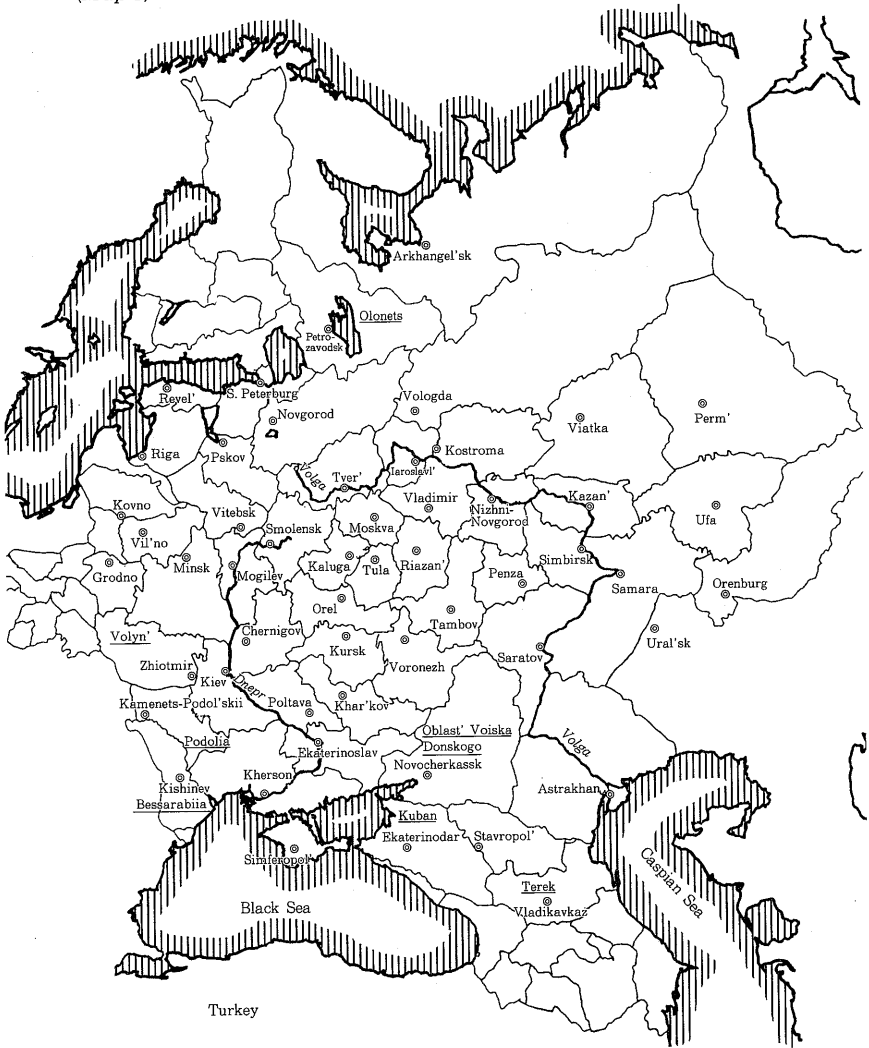 Arkhangel'sk
Olonets
Petro-
zavodsk
Revel'
S. Peterburg
Vologda
Novgorod
Viatka
Perm'
Riga
Pskov
Kostroma
Iaroslavl'
Volga
Tver'
Vladimir
Nizhni-
Novgorod
Kazan'
Kovno
Vitebsk
Smolensk
Moskva
Ufa
Vil'no
Minsk
Mogilev
Kaluga
Tula
Riazan'
Penza
Simbirsk
Grodno
Samara
Orenburg
Orel
Tambov
Volyn'
Chernigov
Kursk
Voronezh
Saratov
Ural'sk
Zhiotmir
Kiev
Dnepr
Kamenets-Podol'skii
Poltava
Khar'kov
Podolia
Ekaterinoslav
Oblast' Voiska
Donskogo
Volga
Novocherkassk
Kherson
Kishinev
Bessarabiia
Astrakhan
Kuban
Ekaterinodar
Stavropol'
Simferopol'
Terek
Vladikavkaz
Caspian Sea
Black Sea
Turkey